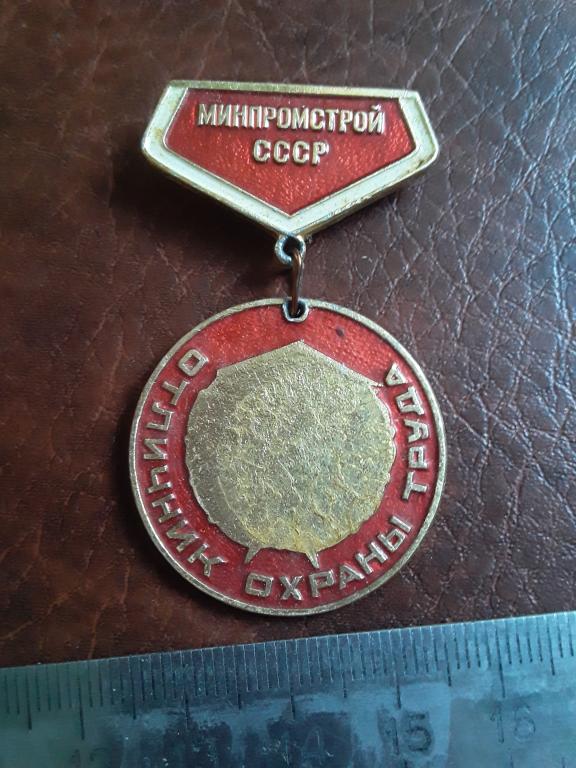 МИНПРОМСТРОЙ
СССР
ОТЛИЧНИК ОХРАНЫ ТРУДА
15
16